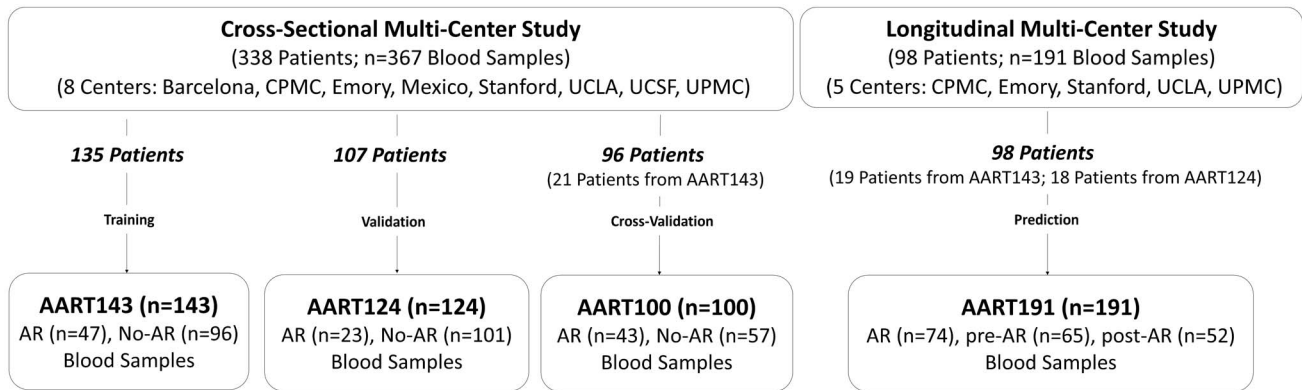 Cross-Sectional Multi-Center Study
(338 Patients; n=367 Blood Samples)
(8 Centers: Barcelona, CPMC, Emory, Mexico, Stanford, UCLA, UCSF, UPMC)
Longitudinal Multi-Center Study
(98 Patients; n=191 Blood Samples)
(5 Centers: CPMC, Emory, Stanford, UCLA, UPMC)
135 Patients
107 Patients
96 Patients
(21 Patients from AART143)
98 Patients
(19 Patients from AART143; 18 Patients from AART124)
Training
Validation
Cross-Validation
Prediction
AART143 (n=143)
AR (n=47), No-AR (n=96)
Blood Samples
AART124 (n=124)
AR (n=23), No-AR (n=101)
Blood Samples
AART100 (n=100)
AR (n=43), No-AR (n=57)
Blood Samples
AART191 (n=191)
AR (n=74), pre-AR (n=65), post-AR (n=52)
Blood Samples